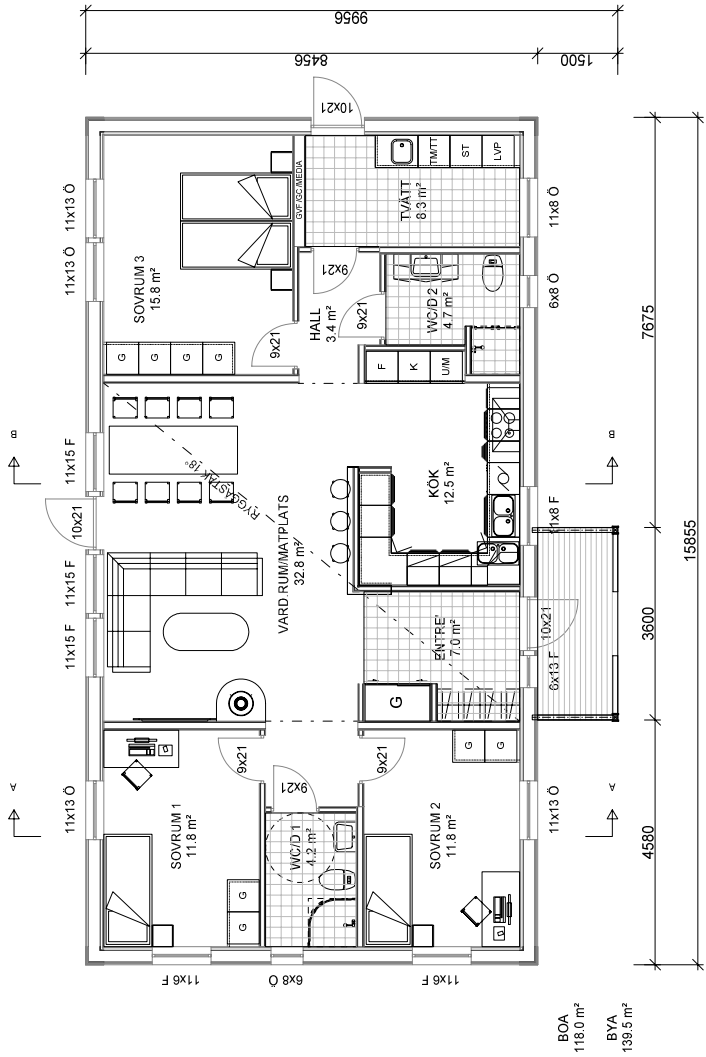 9956
8456
1500
10x21
11x13 Ö
11x13 Ö
SOVRUM 3
15.8 m²
GVF/GC/MEDIA
TVÄTT
8.3 m²
TM/TT
ST
LVP
11x8 Ö
6x8 Ö
9x21
HALL
3.4 m²
9x21
9x21
WC/D 2
4.7 m²
G
G
G
G
F
K
U/M
7675
B
B
11x15 F
10x21
11x15 F
11x15 F
RYGGÅSTAK 18°
VARD.RUM/MATPLATS
32.8 m²
KÖK
12.5 m²
11x8 F
15855
ENTRE'
7.0 m²
G
10x21
6x13 F
3600
9x21
9x21
9x21
G
G
A
A
11x13 Ö
11x13 Ö
SOVRUM 1
11.8 m²
WC/D 1
4.2 m²
SOVRUM 2
11.8 m²
G
G
4580
11x6 F
6x8 Ö
11x6 F
BOA
118.0 m²
BYA
139.5 m²